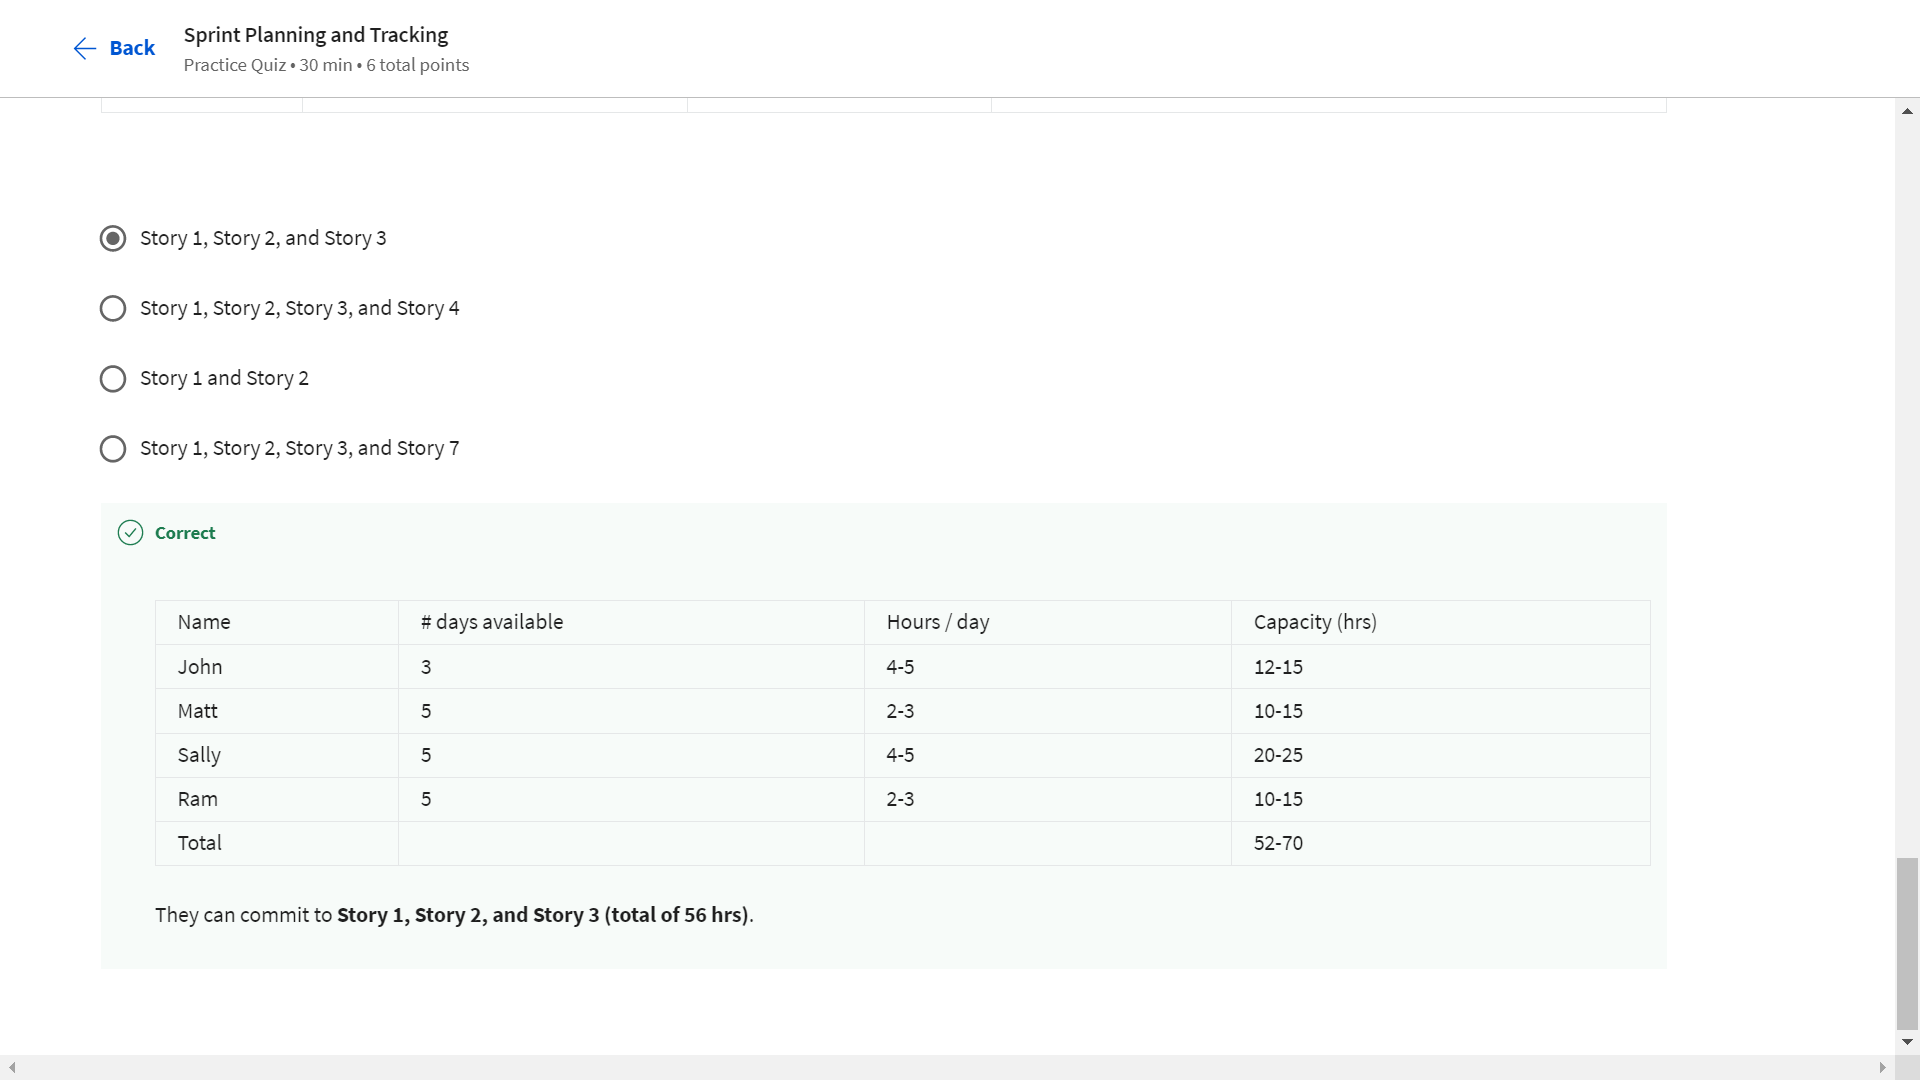 Back
Sprint Planning and Tracking
Practice Quiz • 30 min • 6 total points
Story 1, Story 2, and Story 3
Story 1, Story 2, Story 3, and Story 4
Story 1 and Story 2
Story 1, Story 2, Story 3, and Story 7
Correct
Name # days available Hours / day Capacity (hrs)
John 3 4-5 12-15
Matt 5 2-3 10-15
Sally 5 4-5 20-25
Ram 5 2-3 10-15
Total 52-70
They can commit to Story 1, Story 2, and Story 3 (total of 56 hrs).